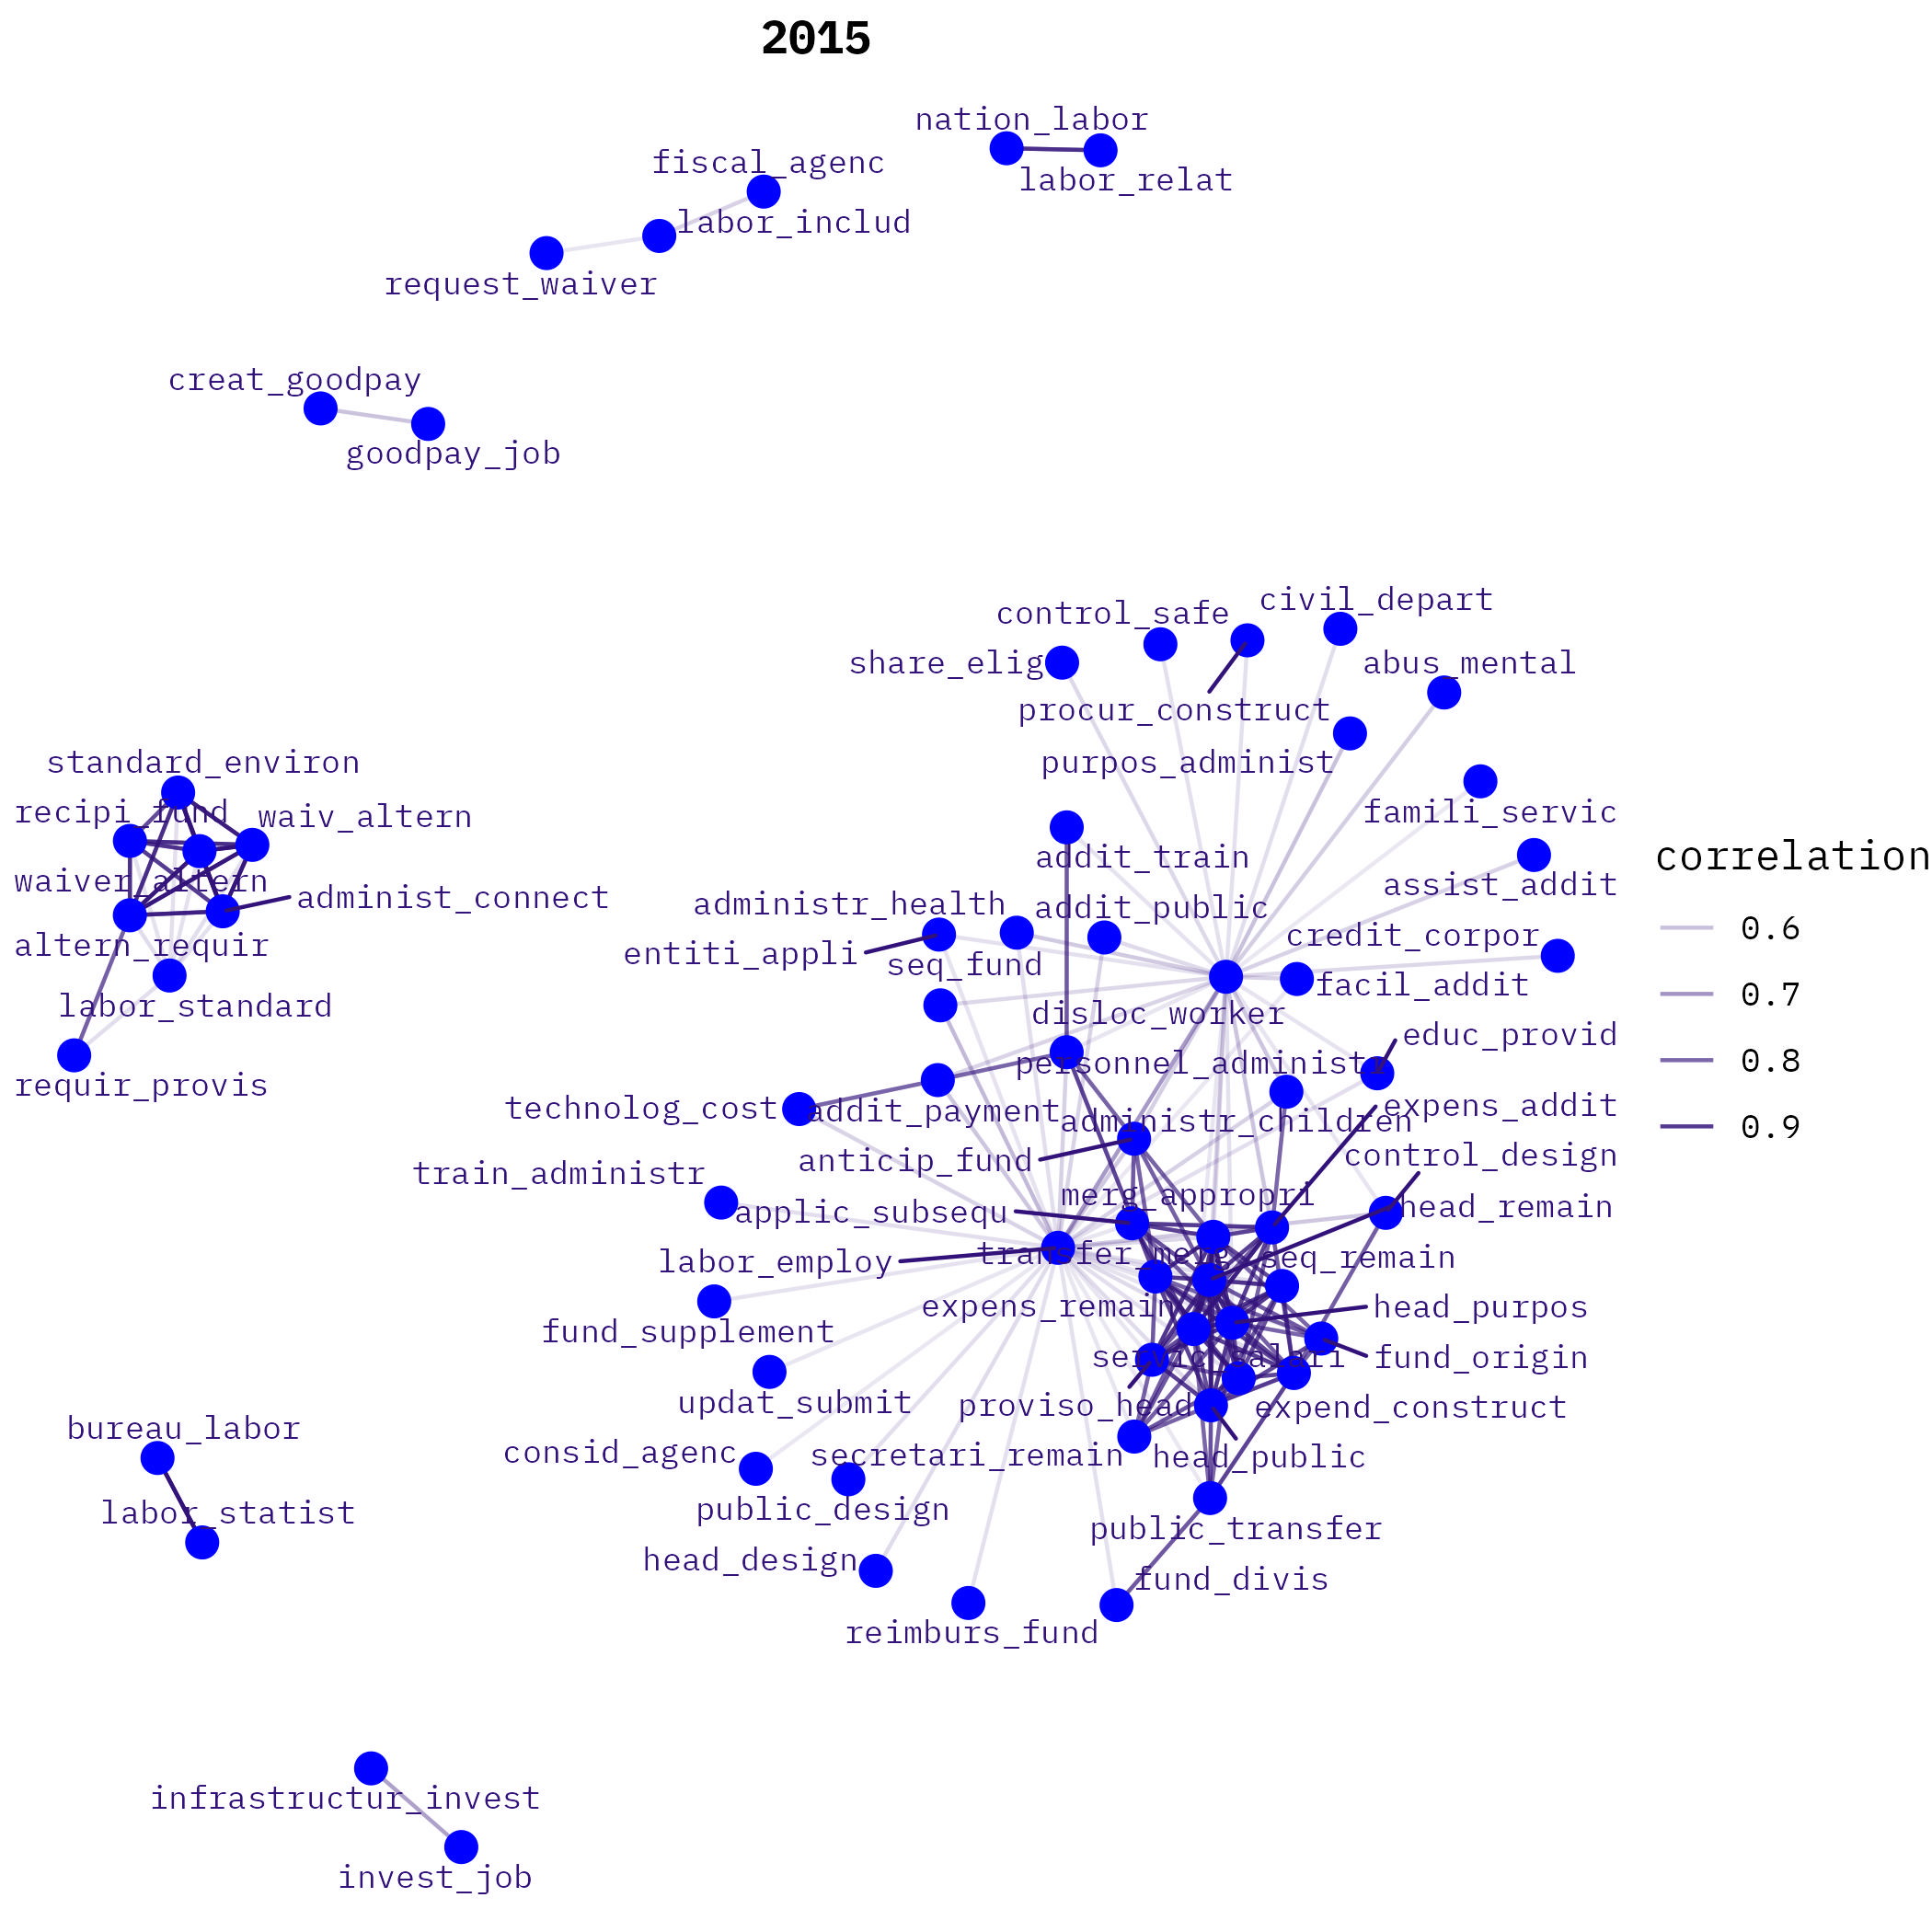 2015
nation_labor
fiscal_agenc
labor_relat
labor_includ
request_waiver
creat_goodpay
goodpay_job
civil_depart
control_safe
share_elig
abus_mental
procur_construct
purpos_administ
standard_environ
recipi_fund
waiv_altern
famili_servic
addit_train
correlation
waiver_altern
administ_connect
assist_addit
administr_health
addit_public
0.6
credit_corpor
altern_requir
entiti_appli
seq_fund
facil_addit
0.7
labor_standard
disloc_worker
educ_provid
personnel_administr
0.8
requir_provis
technolog_cost
addit_payment
expens_addit
administr_children
0.9
anticip_fund
control_design
train_administr
merg_appropri
applic_subsequ
head_remain
labor_employ
transfer_merg
seq_remain
expens_remain
head_purpos
fund_supplement
servic_salari
fund_origin
updat_submit
proviso_head
expend_construct
bureau_labor
consid_agenc
secretari_remain
head_public
labor_statist
public_design
public_transfer
head_design
fund_divis
reimburs_fund
infrastructur_invest
invest_job